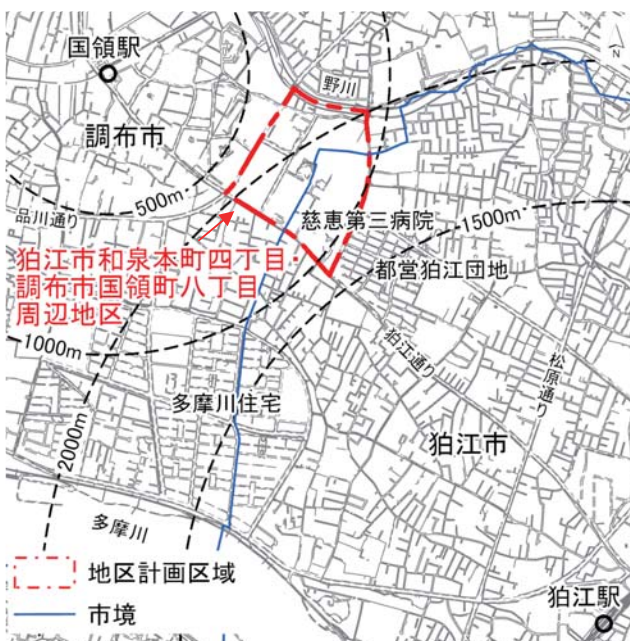 国領駅
N
野川
調布市
500m
品川通り
慈恵第三病院
1500m
狛江市和泉本町四丁目・
調布市国領町八丁目
周辺地区
都営狛江団地
1000m
狛江通り
松原通り
2000m
多摩川住宅
狛江市
多摩川
地区計画区域
市境
狛江駅